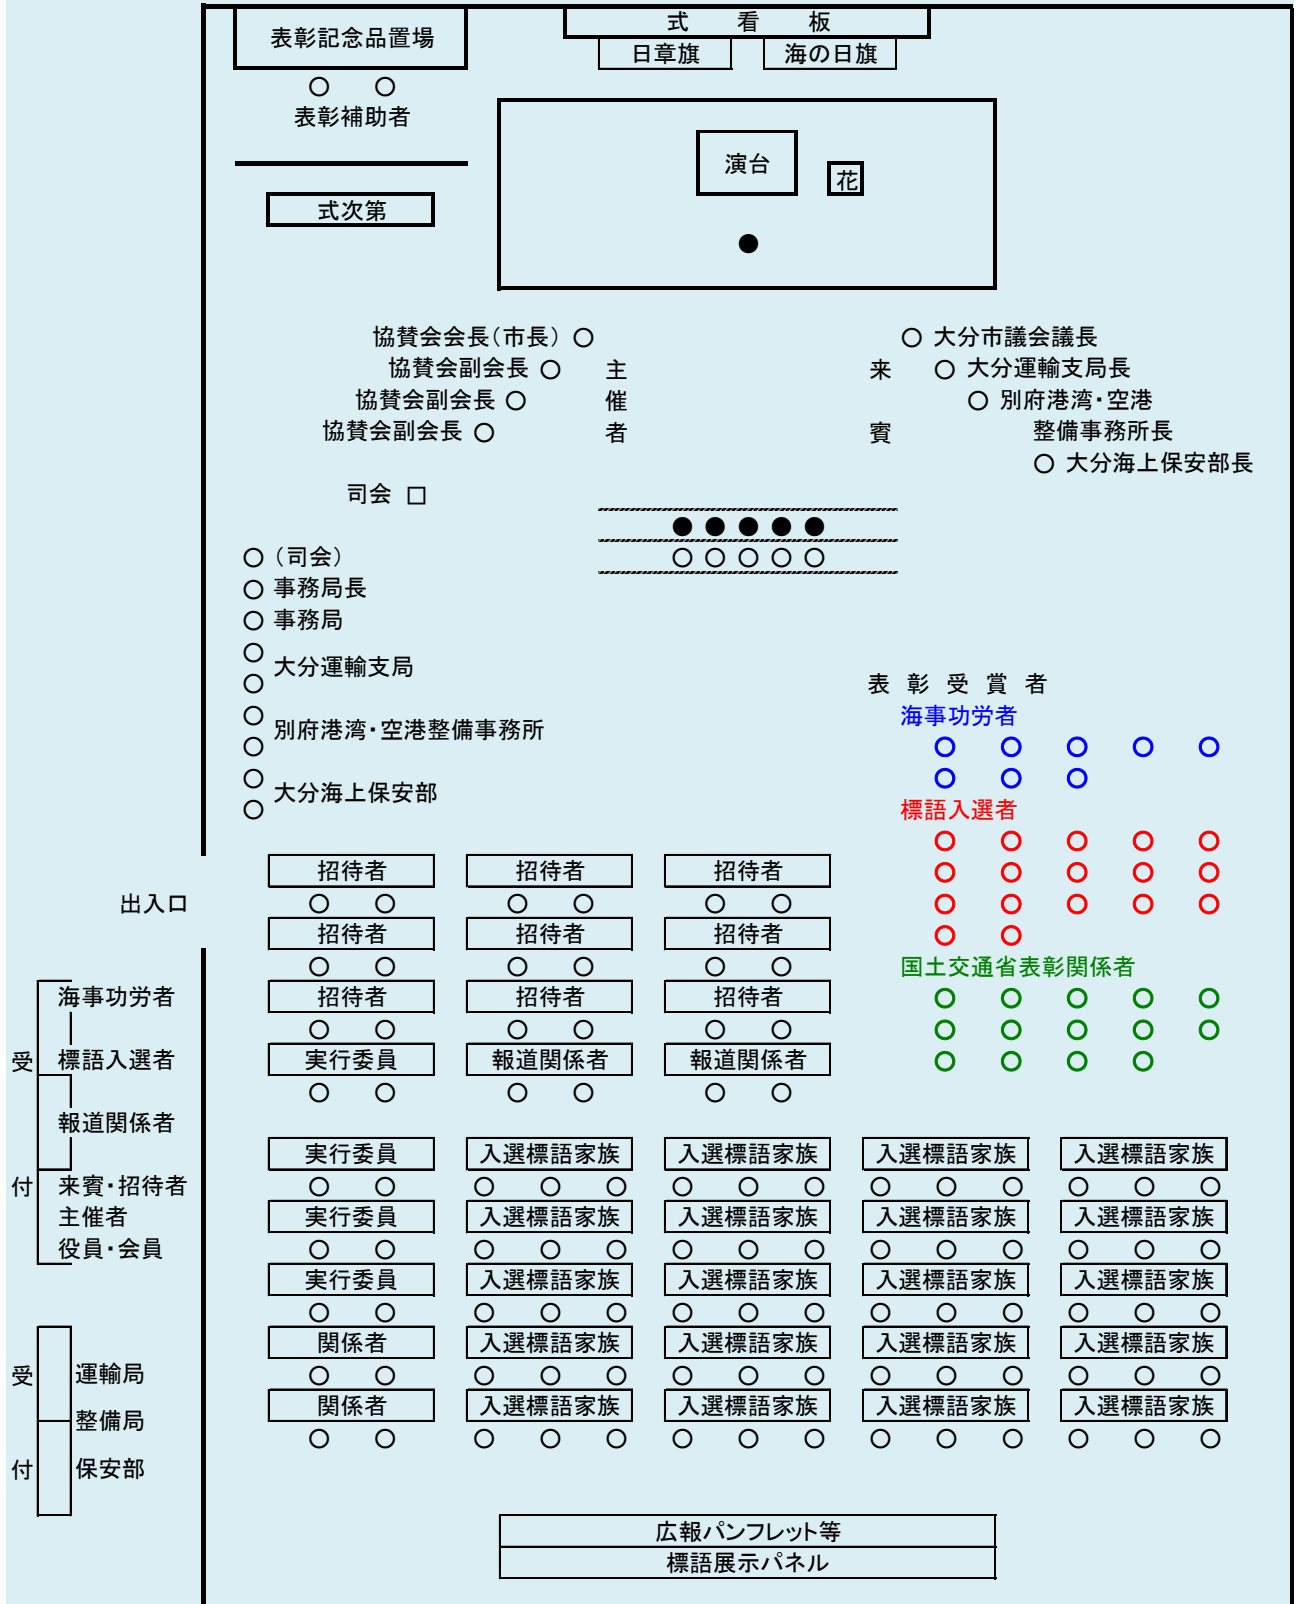 式 看 板
表彰記念品置場
日章旗 海の日旗
表彰補助者
演台
花
式次第
協賛会会長（市長） 大分市議会議長
協賛会副会長 主 来 大分運輸支局長
協賛会副会長 催 別府港湾・空港
協賛会副会長 者 賓 整備事務所長
大分海上保安部長
司会
（司会）
事務局長
事務局
大分運輸支局
別府港湾・空港整備事務所
大分海上保安部
表 彰 受 賞 者
海事功労者
標語入選者
国土交通省表彰関係者
出入口
招待者 招待者 招待者
招待者 招待者 招待者
招待者 招待者 招待者
実行委員 報道関係者 報道関係者
実行委員 入選標語家族 入選標語家族 入選標語家族 入選標語家族
実行委員 入選標語家族 入選標語家族 入選標語家族 入選標語家族
実行委員 入選標語家族 入選標語家族 入選標語家族 入選標語家族
関係者 入選標語家族 入選標語家族 入選標語家族 入選標語家族
関係者 入選標語家族 入選標語家族 入選標語家族 入選標語家族
受付
海事功労者
標語入選者
報道関係者
来賓・招待者
主催者
役員・会員
受付
運輸局
整備局
保安部
広報パンフレット等
標語展示パネル